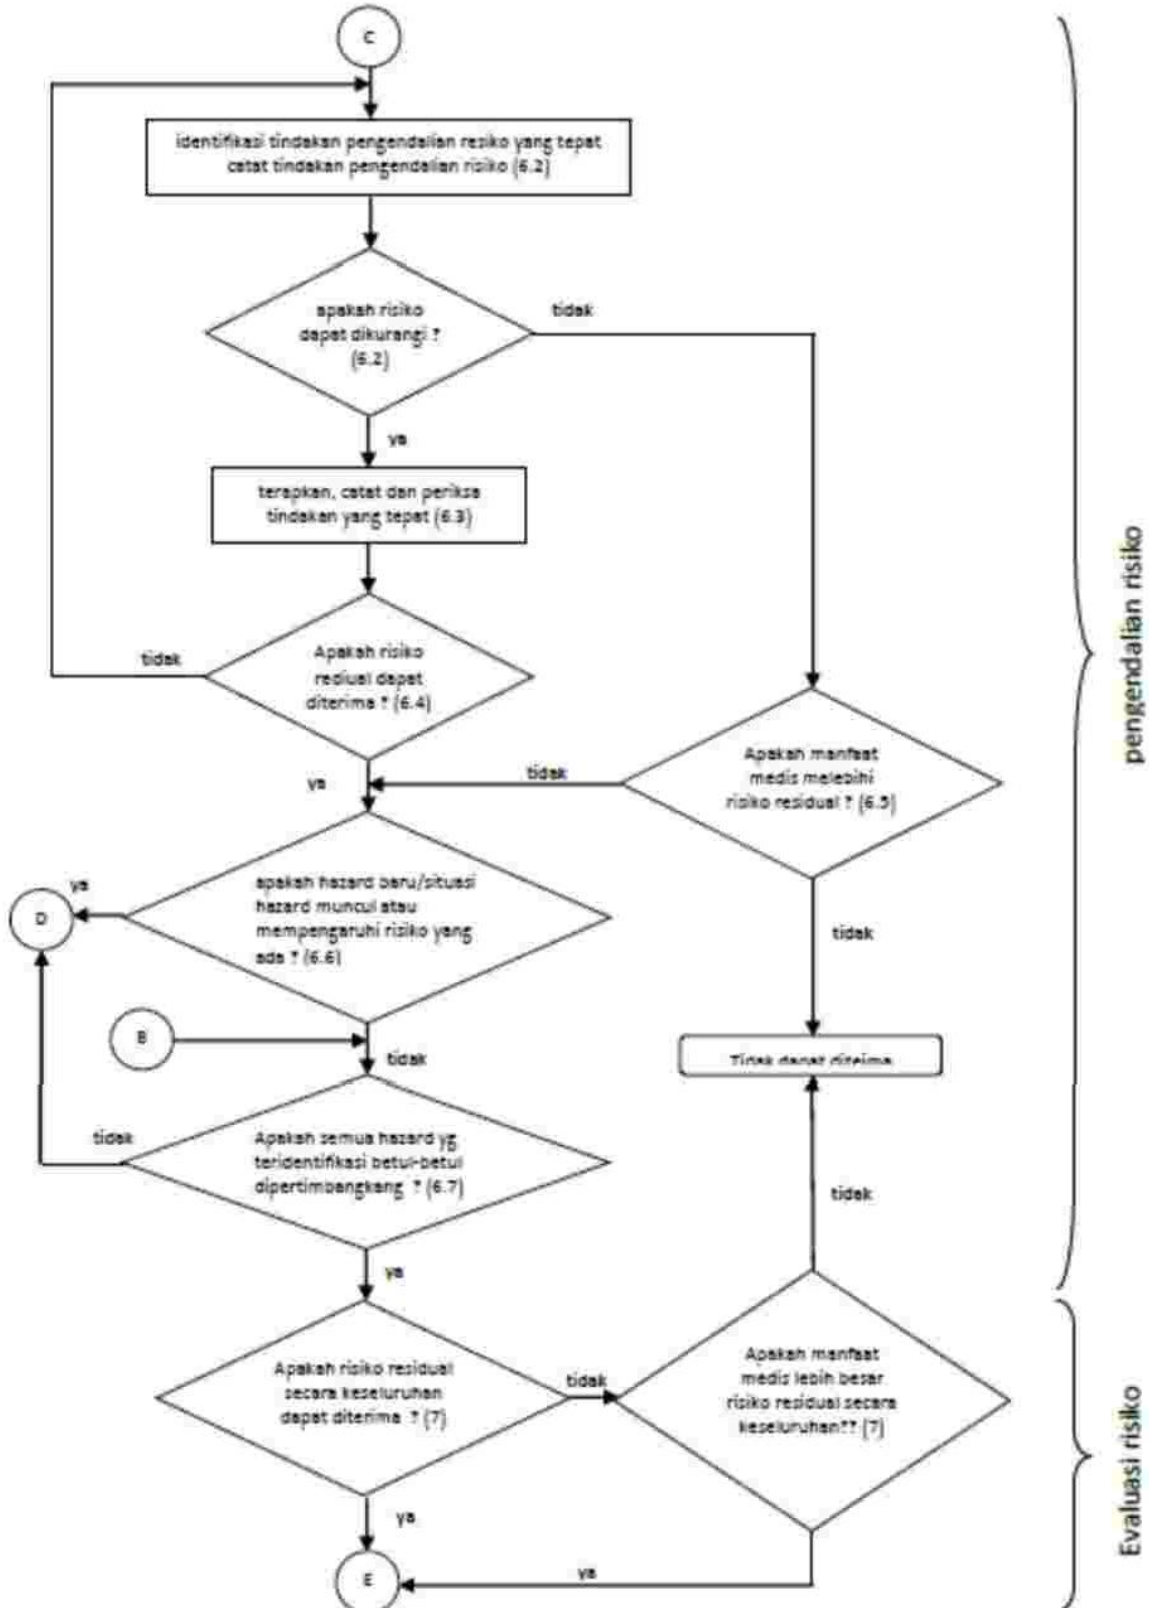 C
identifikasi tindakan pengendalian resiko yang tepat
catat tindakan pengendalian risiko (6.2)
apakah risiko
dapat dikurangi ?
(6.2)
tidak
ya
terapkan, catat dan periksa
tindakan yang tepat (6.3)
Apakah risiko
rediual dapat
diterima ? (6.4)
tidak
ya
tidak
Apakah manfaat
medis melebihi
risiko residual ? (6.5)
pengendalian risiko
apakah hazard baru/situasi
hazard muncul atau
mempengaruhi risiko yang
ada ? (6.6)
ya
D
tidak
B
tidak
Tidak dapat diteima
Apakah semua hazard yg
teridentifikasi betul-betul
dipertimbangkang ? (6.7)
tidak
tidak
ya
Apakah risiko residual
secara keseluruhan
dapat diterima ? (7)
tidak
Apakah manfaat
medis lebih besar
risiko residual secara
keseluruhan?? (7)
Evaluasi risiko
ya
E
ya